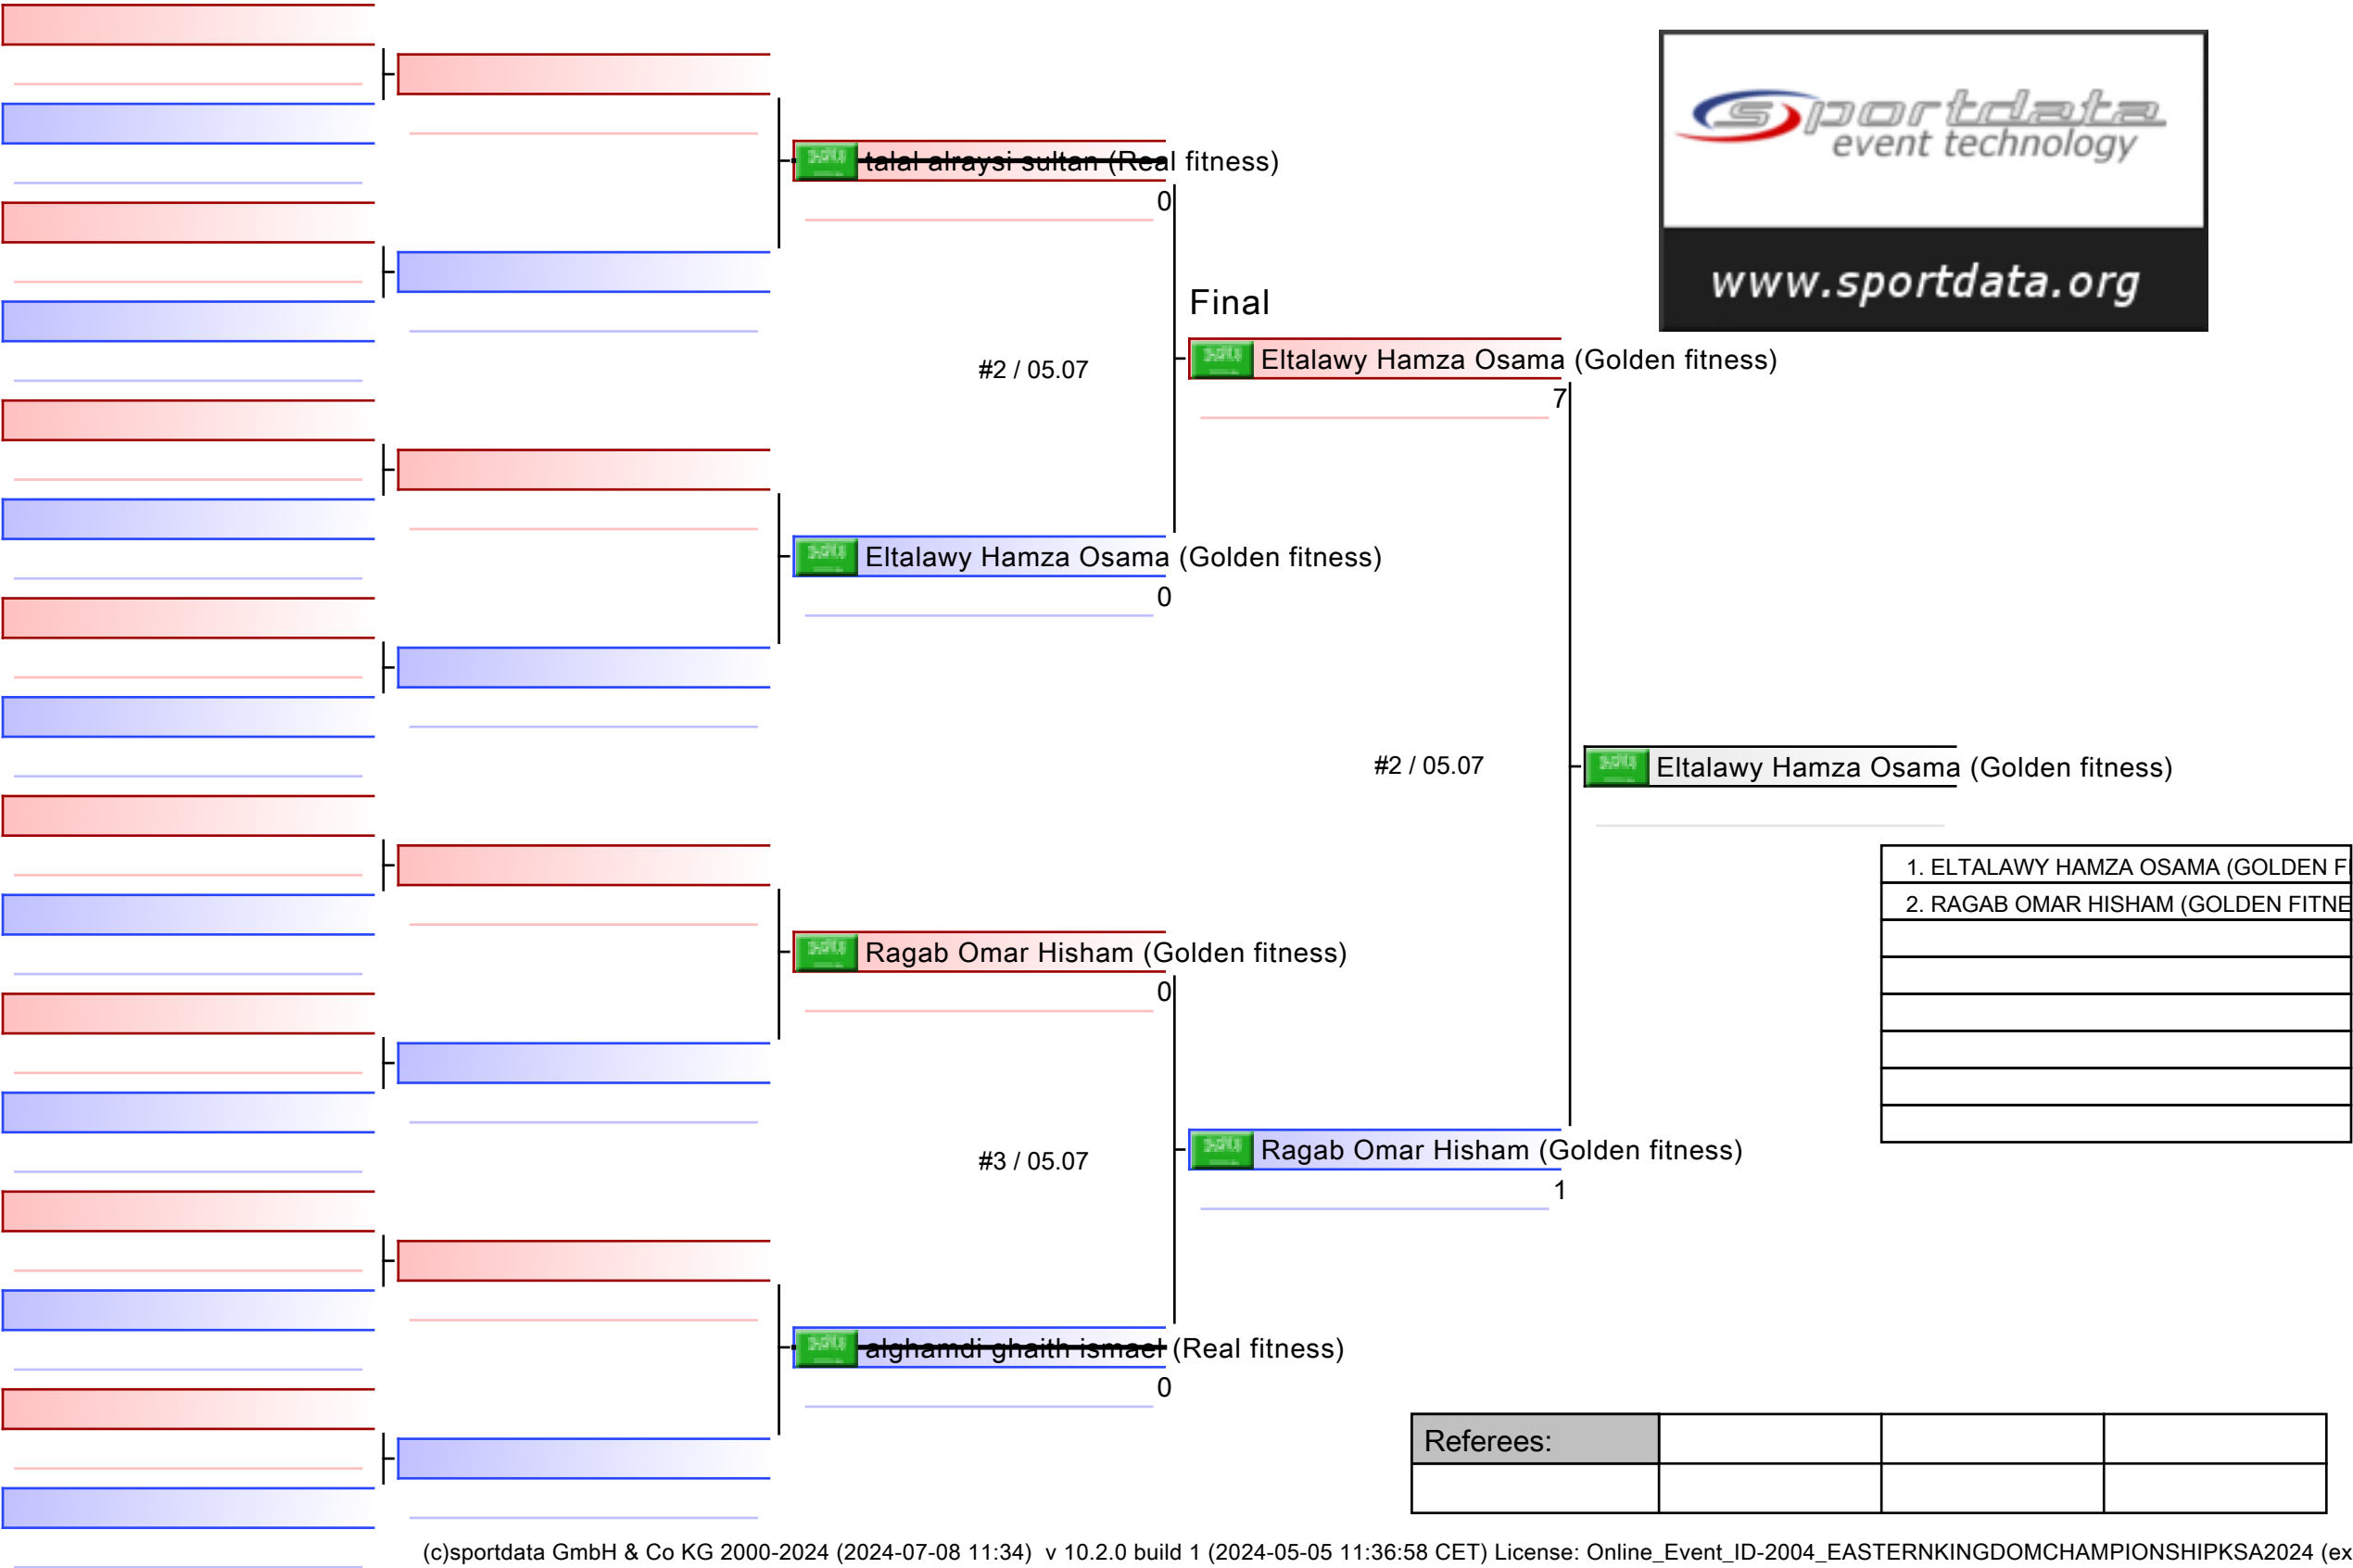 sportdata
event technology
www.sportdata.org
talal alraysi sultan (Real fitness)
0
Final
#2 / 05.07
Eltalawy Hamza Osama (Golden fitness)
7
Eltalawy Hamza Osama (Golden fitness)
0
#2 / 05.07
Eltalawy Hamza Osama (Golden fitness)
1. ELTALAWY HAMZA OSAMA (GOLDEN F
2. RAGAB OMAR HISHAM (GOLDEN FITNE
Ragab Omar Hisham (Golden fitness)
0
#3 / 05.07
Ragab Omar Hisham (Golden fitness)
1
alghamdi ghaith ismael (Real fitness)
0
Referees:
(c)sportdata GmbH & Co KG 2000-2024 (2024-07-08 11:34) v 10.2.0 build 1 (2024-05-05 11:36:58 CET) License: Online_Event_ID-2004_EASTERNKINGDOMCHAMPIONSHIPKSA2024 (ex